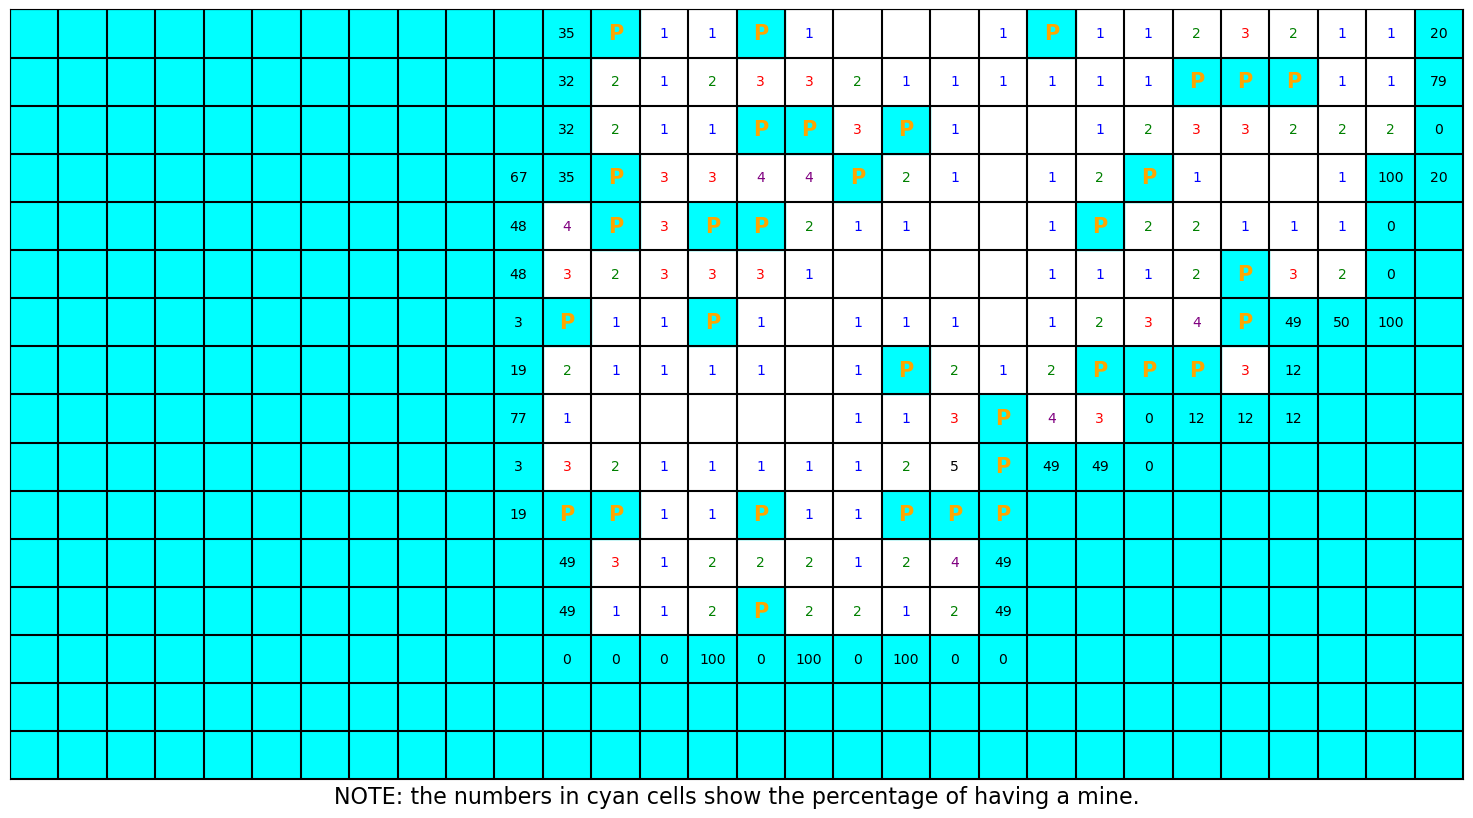 35 P 1 1 P 1 1 P 1 1 2 3 2 1 1 20
32 2 1 2 3 3 2 1 1 1 1 1 1 P P P 1 1 79
32 2 1 1 P P 3 P 1 1 2 3 3 2 2 2 0
67 35 P 3 3 4 4 P 2 1 1 2 P 1 1 100 20
48 4 P 3 P P 2 1 1 1 P 2 2 1 1 1 0
48 3 2 3 3 3 1 1 1 1 2 P 3 2 0
3 P 1 1 P 1 1 1 1 1 2 3 4 P 49 50 100
19 2 1 1 1 1 1 P 2 1 2 P P P 3 12
77 1 1 1 3 P 4 3 0 12 12 12
3 3 2 1 1 1 1 1 2 5 P 49 49 0
19 P P 1 1 P 1 1 P P P
49 3 1 2 2 2 1 2 4 49
49 1 1 2 P 2 2 1 2 49
0 0 0 100 0 100 0 100 0 0
NOTE: the numbers in cyan cells show the percentage of having a mine.